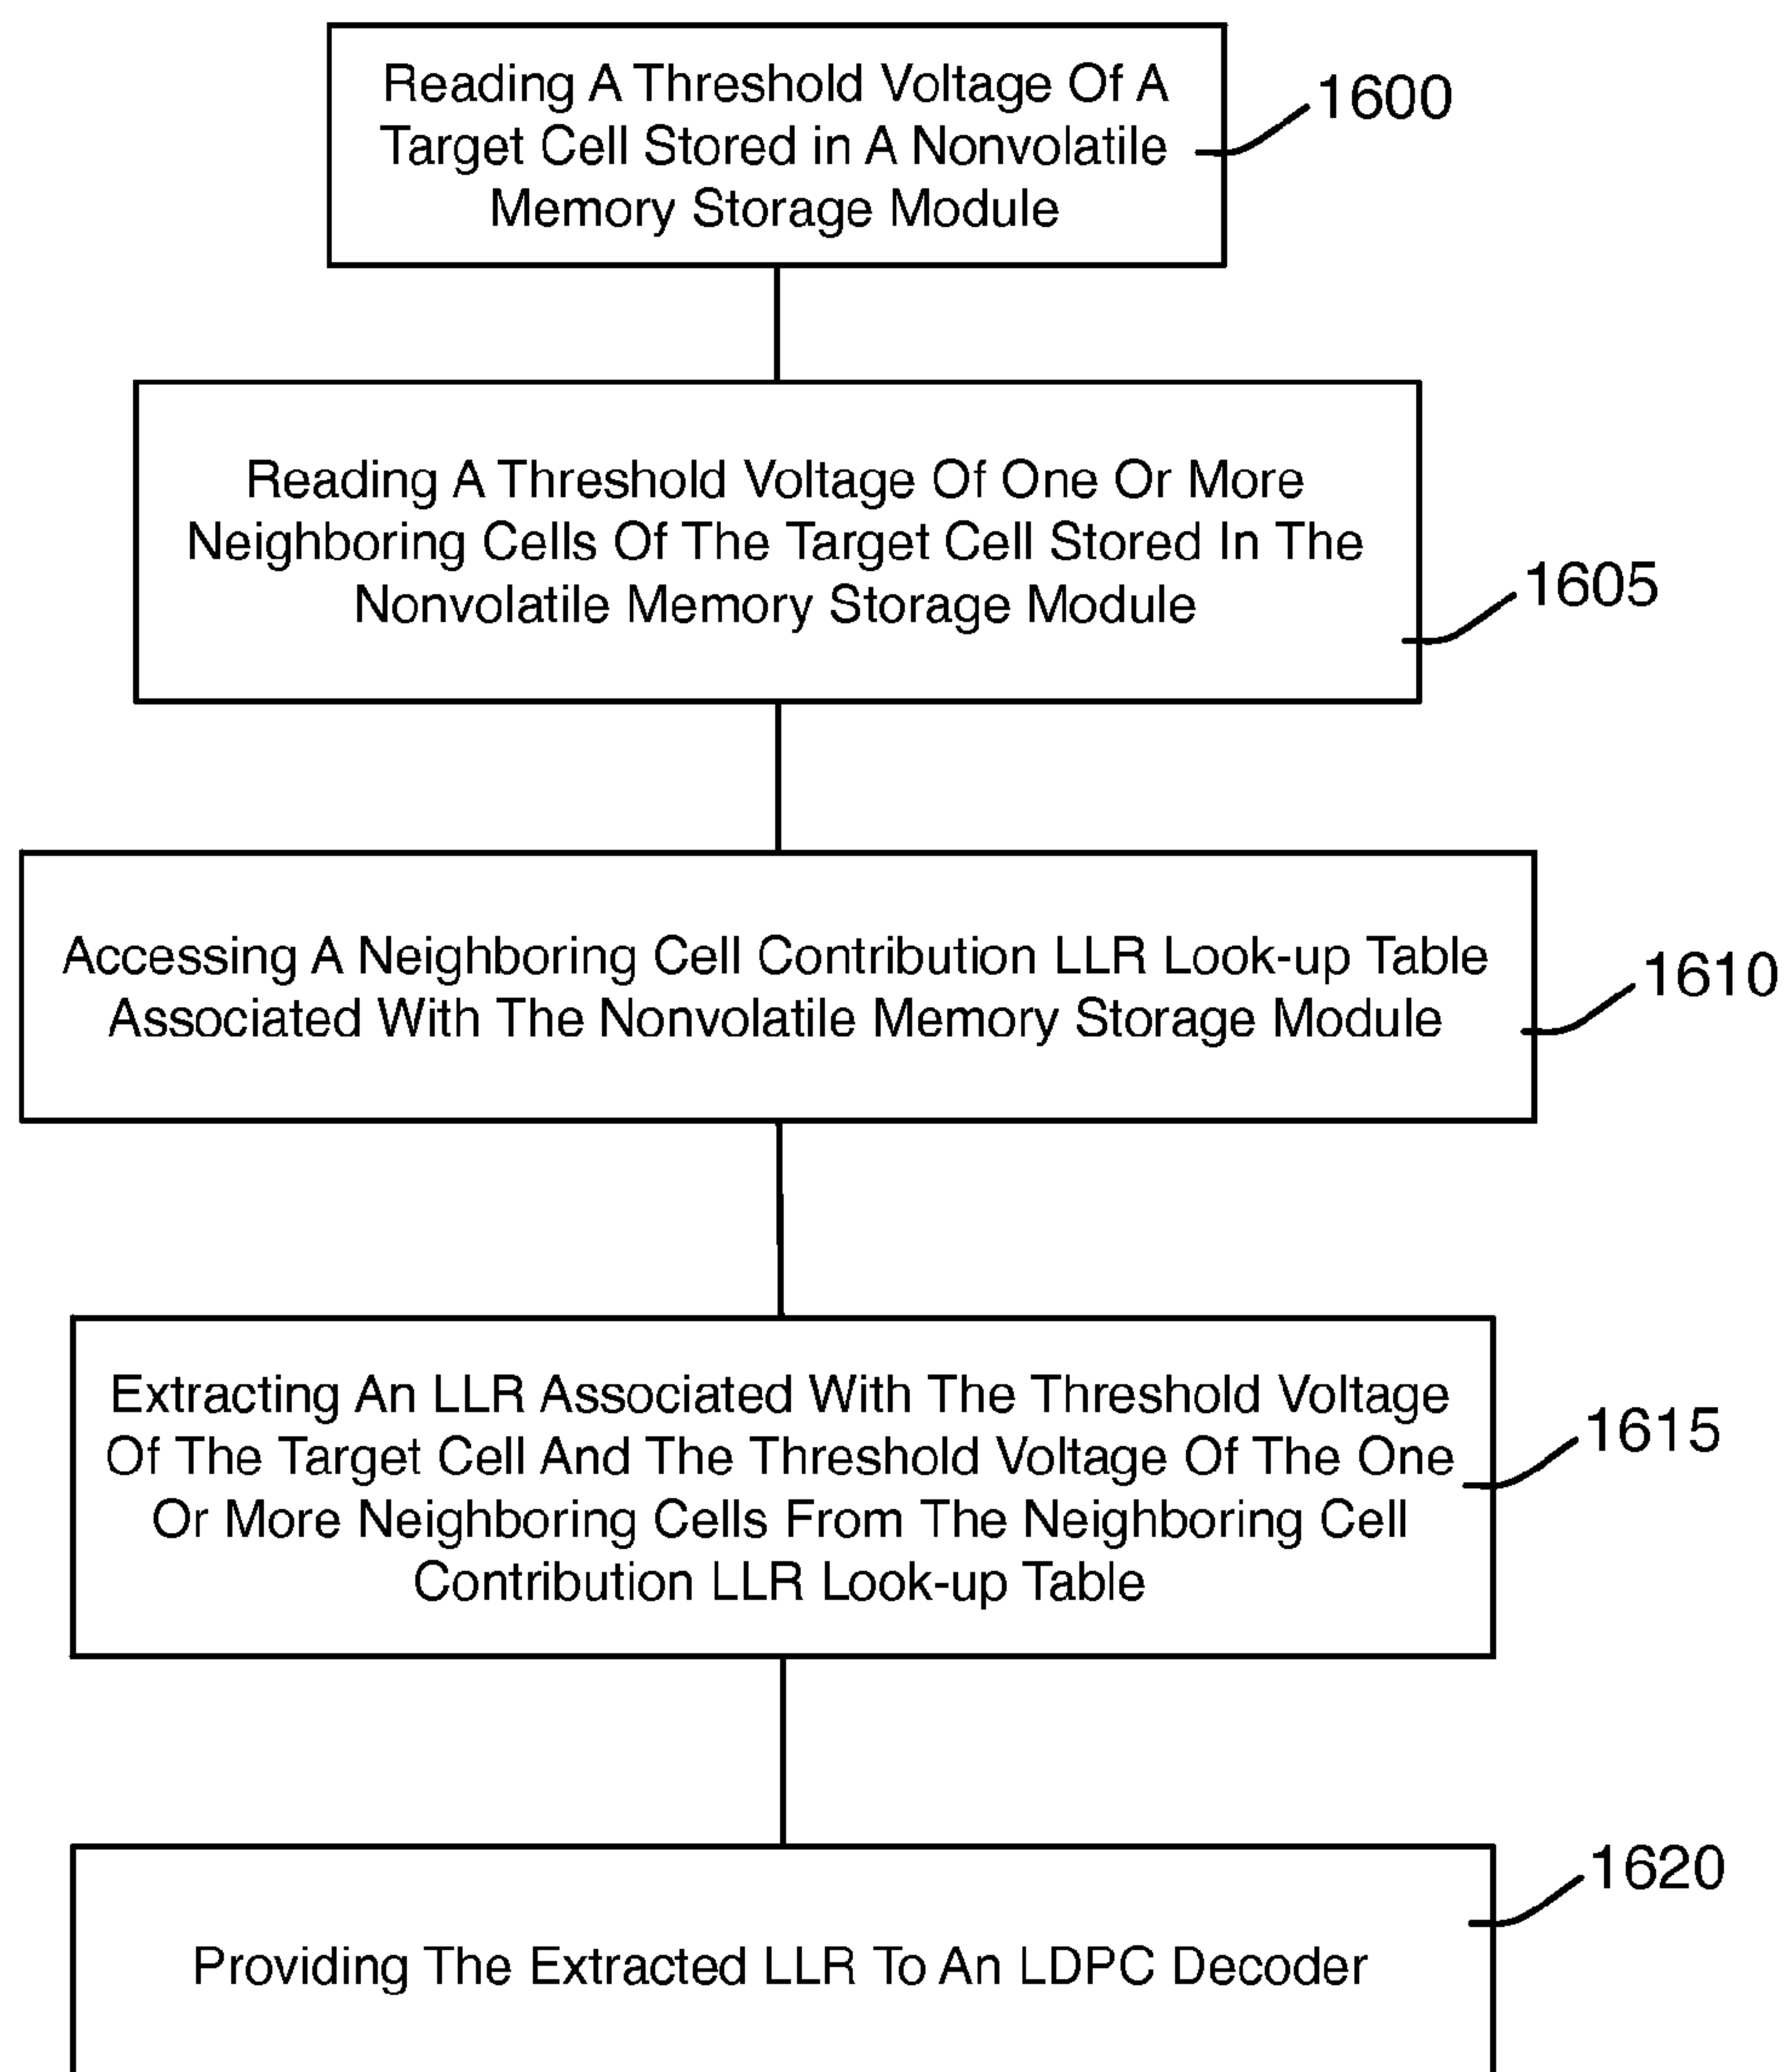 Reading A Threshold Voltage Of A
Target Cell Stored in A Nonvolatile
Memory Storage Module
1600
Reading A Threshold Voltage Of One Or More
Neighboring Cells Of The Target Cell Stored In The
Nonvolatile Memory Storage Module
1605
Accessing A Neighboring Cell Contribution LLR Look-up Table
Associated With The Nonvolatile Memory Storage Module
1610
Extracting An LLR Associated With The Threshold Voltage
Of The Target Cell And The Threshold Voltage Of The One
Or More Neighboring Cells From The Neighboring Cell
Contribution LLR Look-up Table
1615
Providing The Extracted LLR To An LDPC Decoder
1620